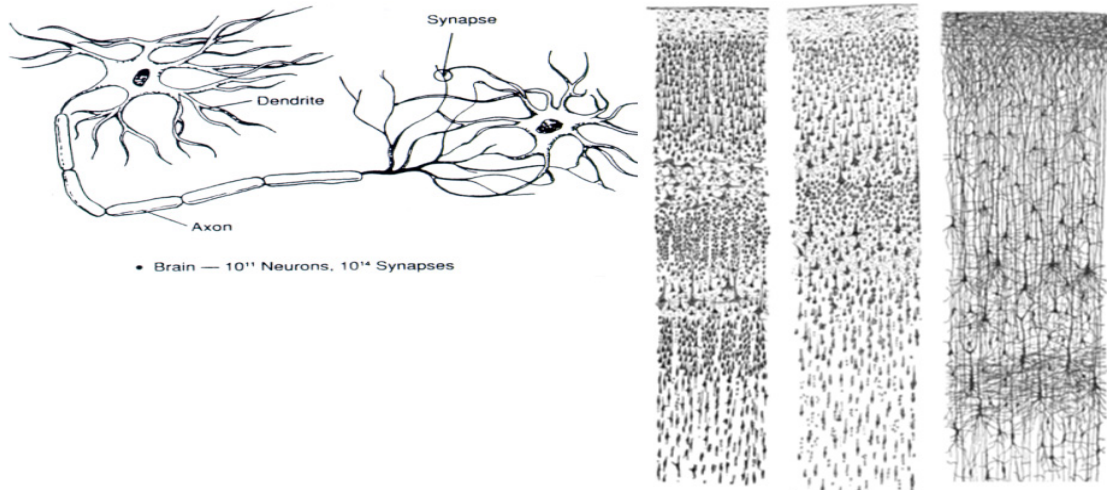 Synapse
Dendrite
Axon
• Brain — 10¹¹ Neurons, 10¹⁴ Synapses